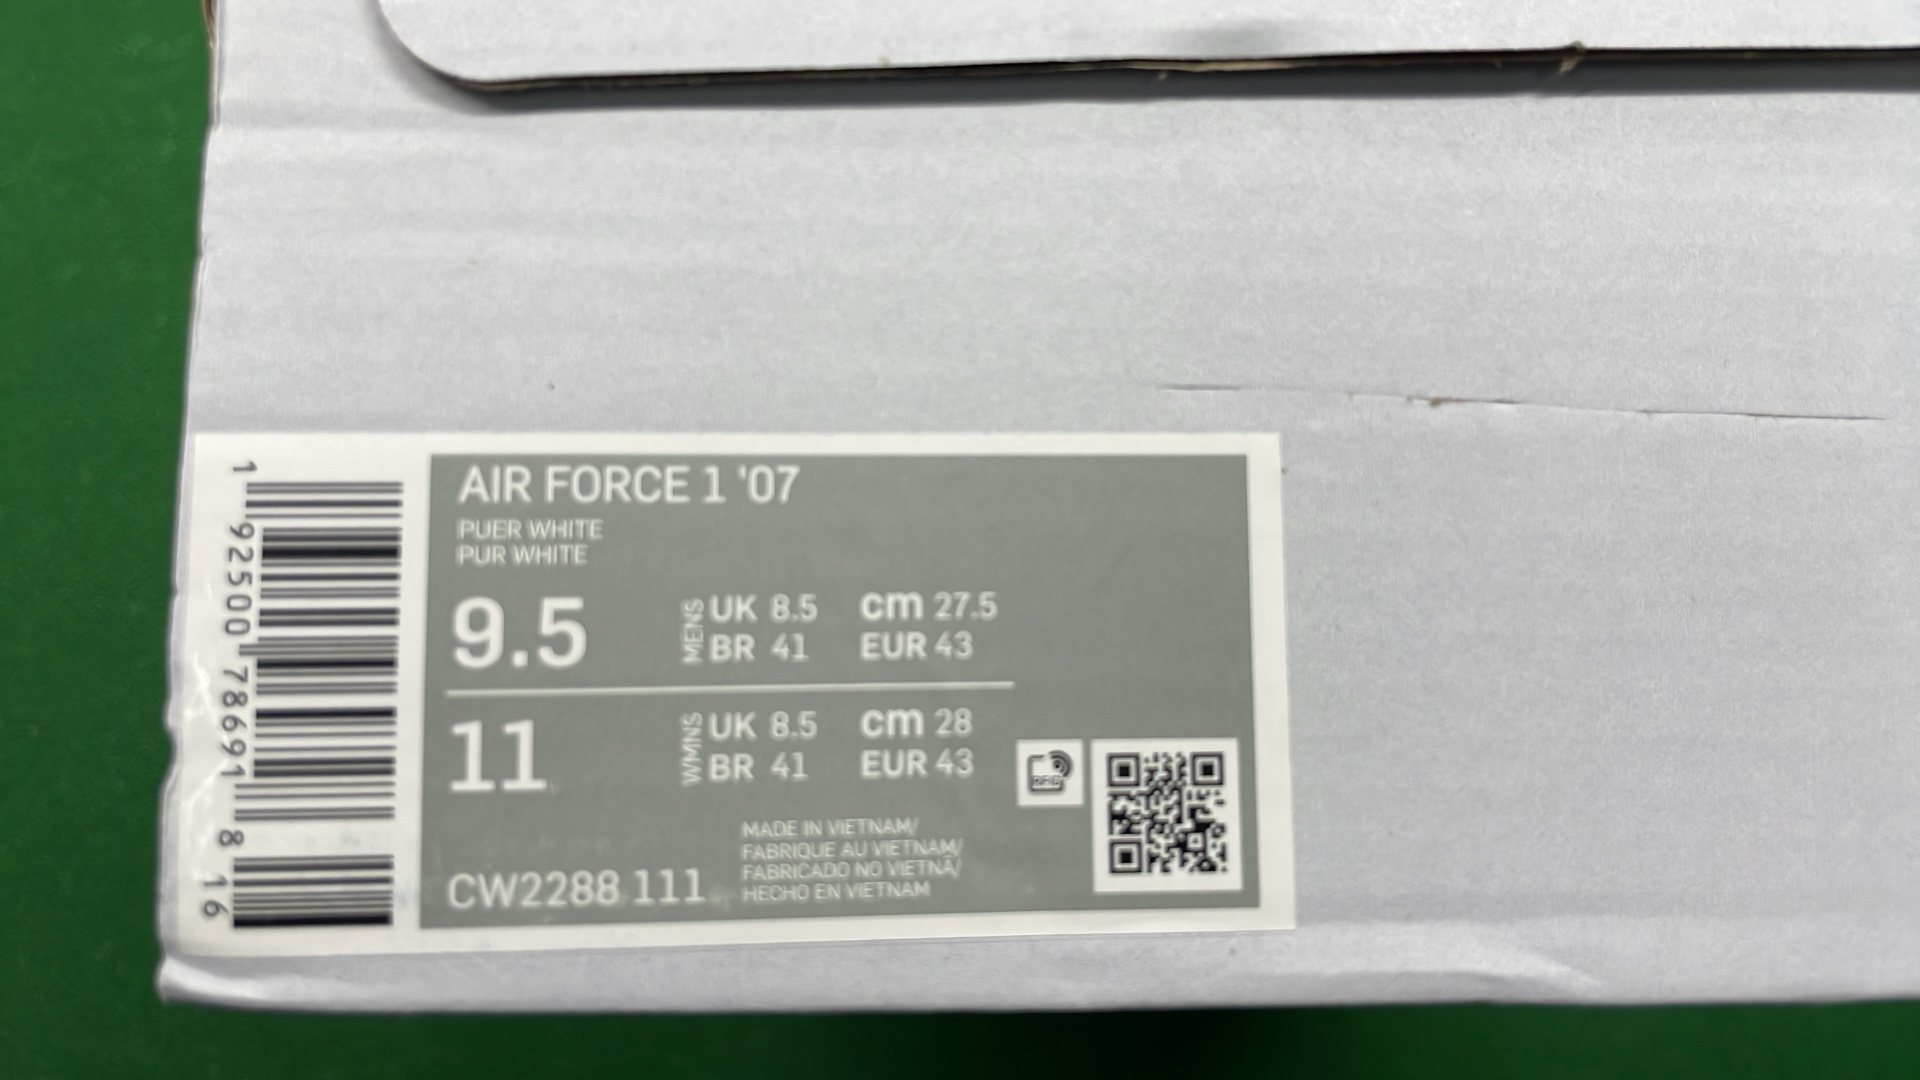 AIR FORCE 1 '07
PUER WHITE
PUR WHITE
9.5 MENS UK 8.5 cm 27.5
BR 41 EUR 43
11 WMNS UK 8.5 cm 28
BR 41 EUR 43
RFID
MADE IN VIETNAM/
FABRIQUE AU VIETNAM/
FABRICADO NO VIETNÃ/
HECHO EN VIETNAM
CW2288 111
1 92500 78691 8 16